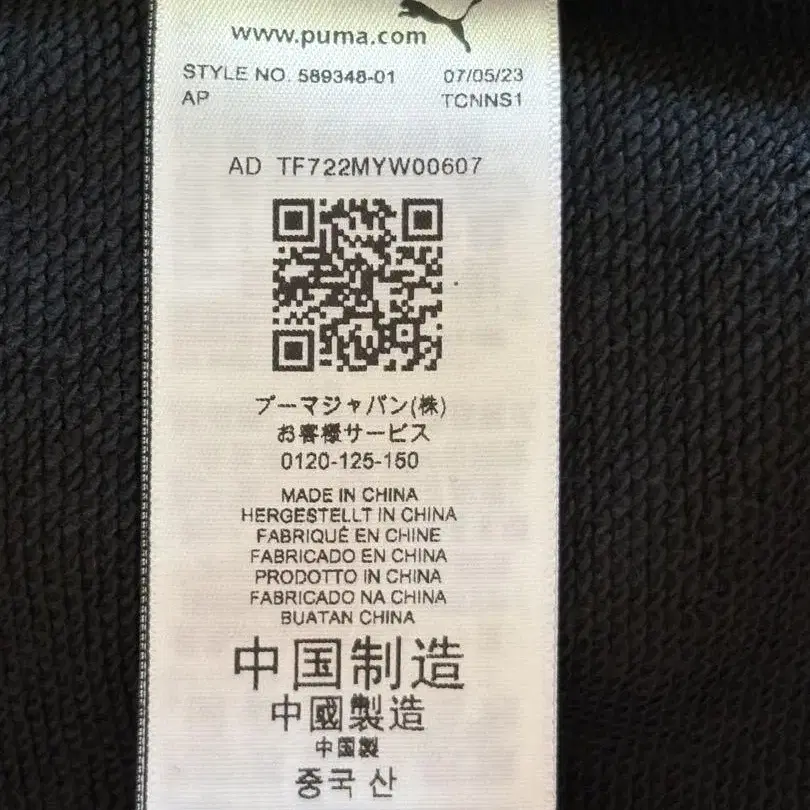 www.puma.com
STYLE NO. 589348-01 07/05/23
AP TCNNS1
AD TF722MYW00607
プーマジャパン(株)
お客様サービス
0120-125-150
MADE IN CHINA
HERGESTELLT IN CHINA
FABRIQUÉ EN CHINE
FABRICADO EN CHINA
PRODOTTO IN CHINA
FABRICADO NA CHINA
BUATAN CHINA
中国制造
中國製造
中国製
중국 산